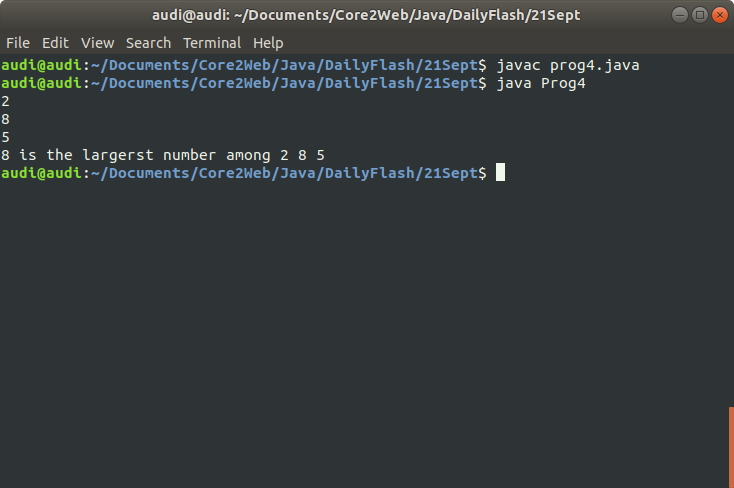 audi@audi: ~/Documents/Core2Web/Java/DailyFlash/21Sept
File Edit View Search Terminal Help
audi@audi:~/Documents/Core2Web/Java/DailyFlash/21Sept$ javac prog4.java
audi@audi:~/Documents/Core2Web/Java/DailyFlash/21Sept$ java Prog4
2
8
5
8 is the largerst number among 2 8 5
audi@audi:~/Documents/Core2Web/Java/DailyFlash/21Sept$